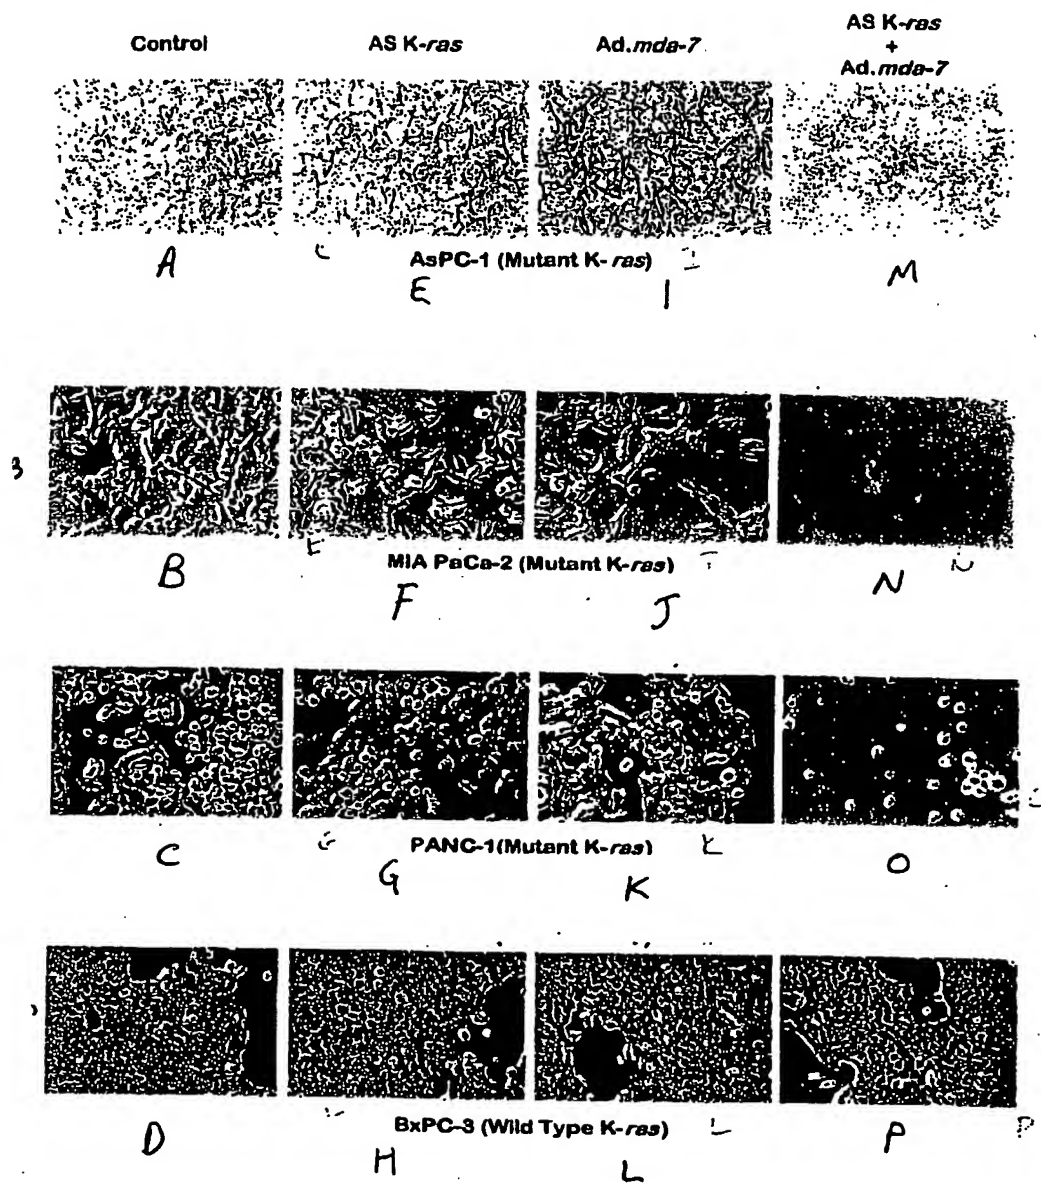 Control AS K-ras Ad.mda-7 AS K-ras + Ad.mda-7
A E I M
AsPC-1 (Mutant K-ras)
B F J N
MIA PaCa-2 (Mutant K-ras)
C G K O
PANC-1(Mutant K-ras)
D H L P
BxPC-3 (Wild Type K-ras)